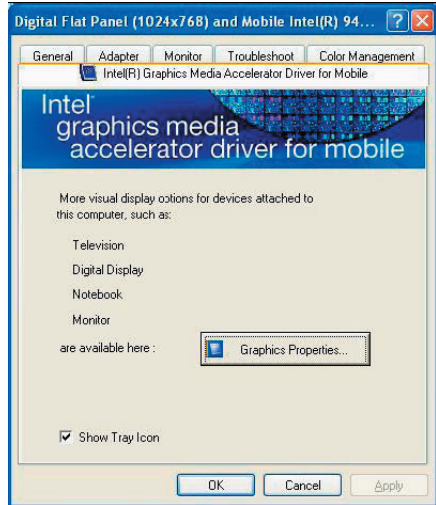 Digital Flat Panel (1024x768) and Mobile Intel(R) 94...
General Adapter Monitor Troubleshoot Color Management
Intel(R) Graphics Media Accelerator Driver for Mobile
Intel
graphics media
accelerator driver for mobile
More visual display options for devices attached to
this computer, such as:
Television
Digital Display
Notebook
Monitor
are available here : Graphics Properties...
Show Tray Icon
OK Cancel Apply